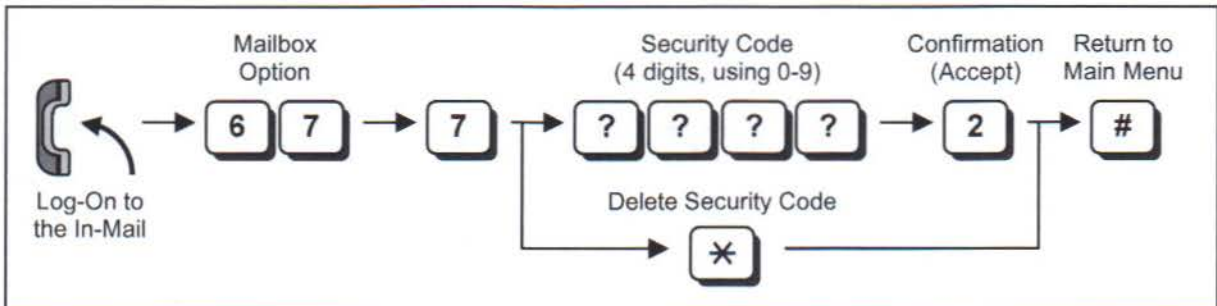 Mailbox
Option
Security Code
(4 digits, using 0-9)
Confirmation
(Accept)
Return to
Main Menu
6 7 7 ? ? ? ? 2 #
Log-On to
the In-Mail
Delete Security Code
*